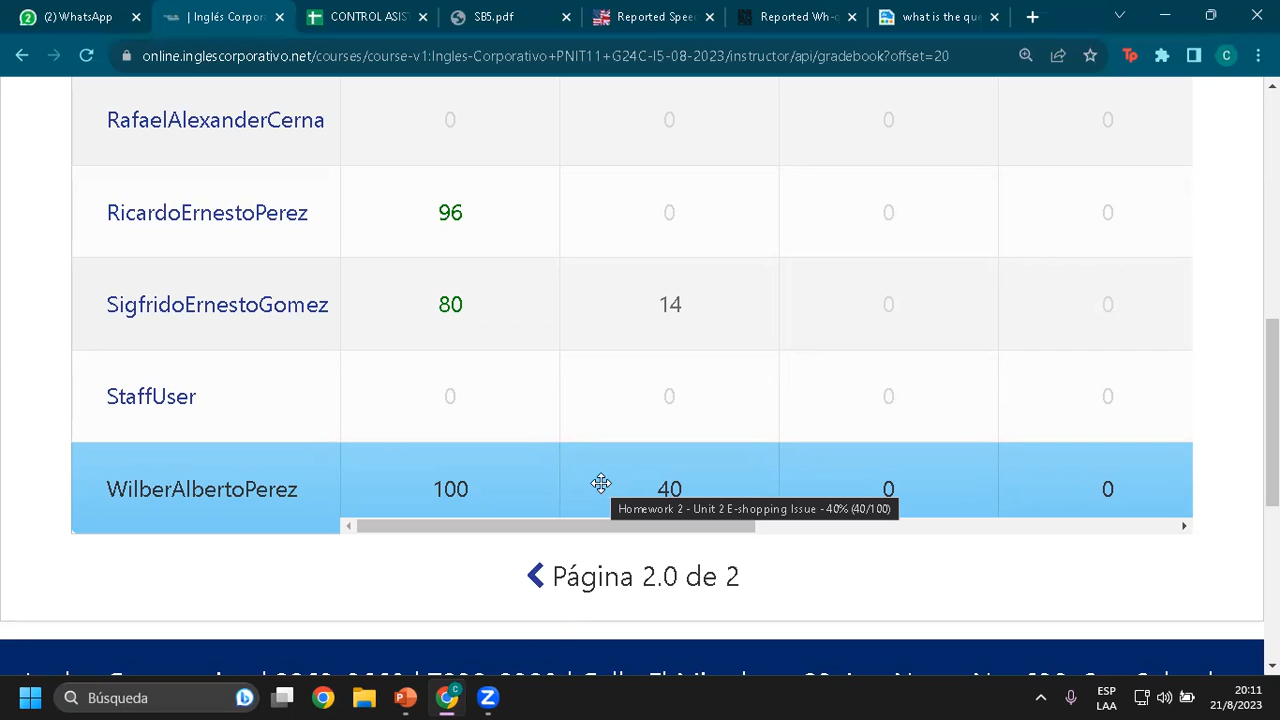 (2) WhatsApp
| Inglés Corpora
CONTROL ASIS
SB5.pdf
Reported Spee
Reported Wh-q
what is the que
online.inglescorporativo.net/courses/course-v1:Ingles-Corporativo+PNIT11+G24C-I5-08-2023/instructor/api/gradebook?offset=20
RafaelAlexanderCerna 0 0 0 0
RicardoErnestoPerez 96 0 0 0
SigfridoErnestoGomez 80 14 0 0
StaffUser 0 0 0 0
WilberAlbertoPerez 100 40 0 0
Homework 2 - Unit 2 E-shopping Issue - 40% (40/100)
Página 2.0 de 2
Búsqueda
ESP
LAA
20:11
21/8/2023